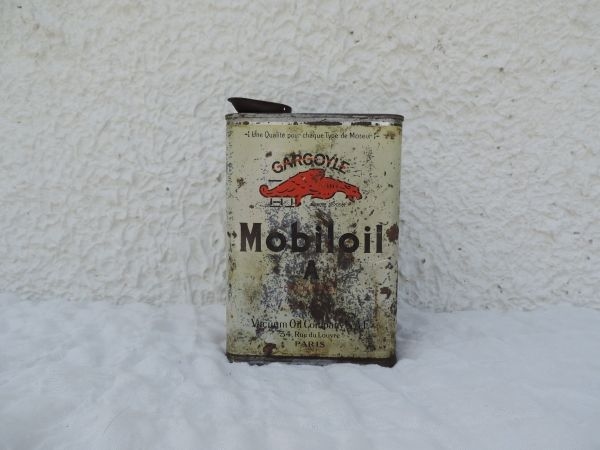 Une Qualité pour chaque Type de Moteur
GARGOYLE
Mobiloil
A
Vacuum Oil Company, S.A.F.
34, Rue du Louvre
PARIS